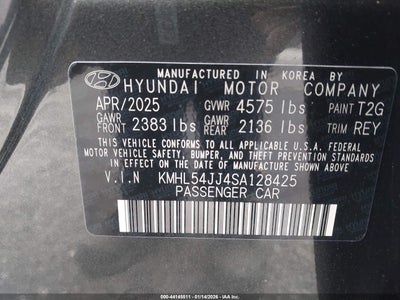 MANUFACTURED IN KOREA BY
HYUNDAI MOTOR COMPANY
APR/2025 GVWR 4575 lbs PAINT T2G
GAWR FRONT 2383 lbs GAWR REAR 2136 lbs TRIM REY
THIS VEHICLE CONFORMS TO ALL APPLICABLE U.S.A. FEDERAL
MOTOR VEHICLE SAFETY, BUMPER, AND THEFT PREVENTION
STANDARDS IN EFFECT ON THE DATE OF MANUFACTURE SHOWN ABOVE.
V.I.N KMHL54JJ4SA128425
PASSENGER CAR
000-44165511 - 01/14/2026 - IAA Inc.